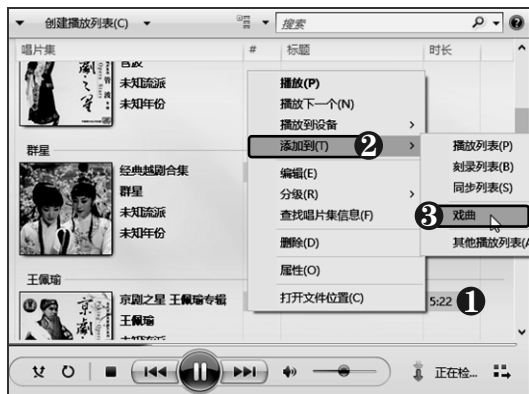 创建播放列表(C)
搜索
唱片集
#
标题
时长
未知流派
未知年份
群星
经典越剧合集
群星
未知流派
未知年份
王佩瑜
京剧之星 王佩瑜专辑
王佩瑜
5:22
1
播放(P)
播放下一个(N)
播放到设备
添加到(T)
2
编辑(E)
分级(R)
查找唱片集信息(F)
删除(D)
属性(O)
打开文件位置(C)
播放列表(P)
刻录列表(B)
同步列表(S)
3
戏曲
其他播放列表(A
正在检...